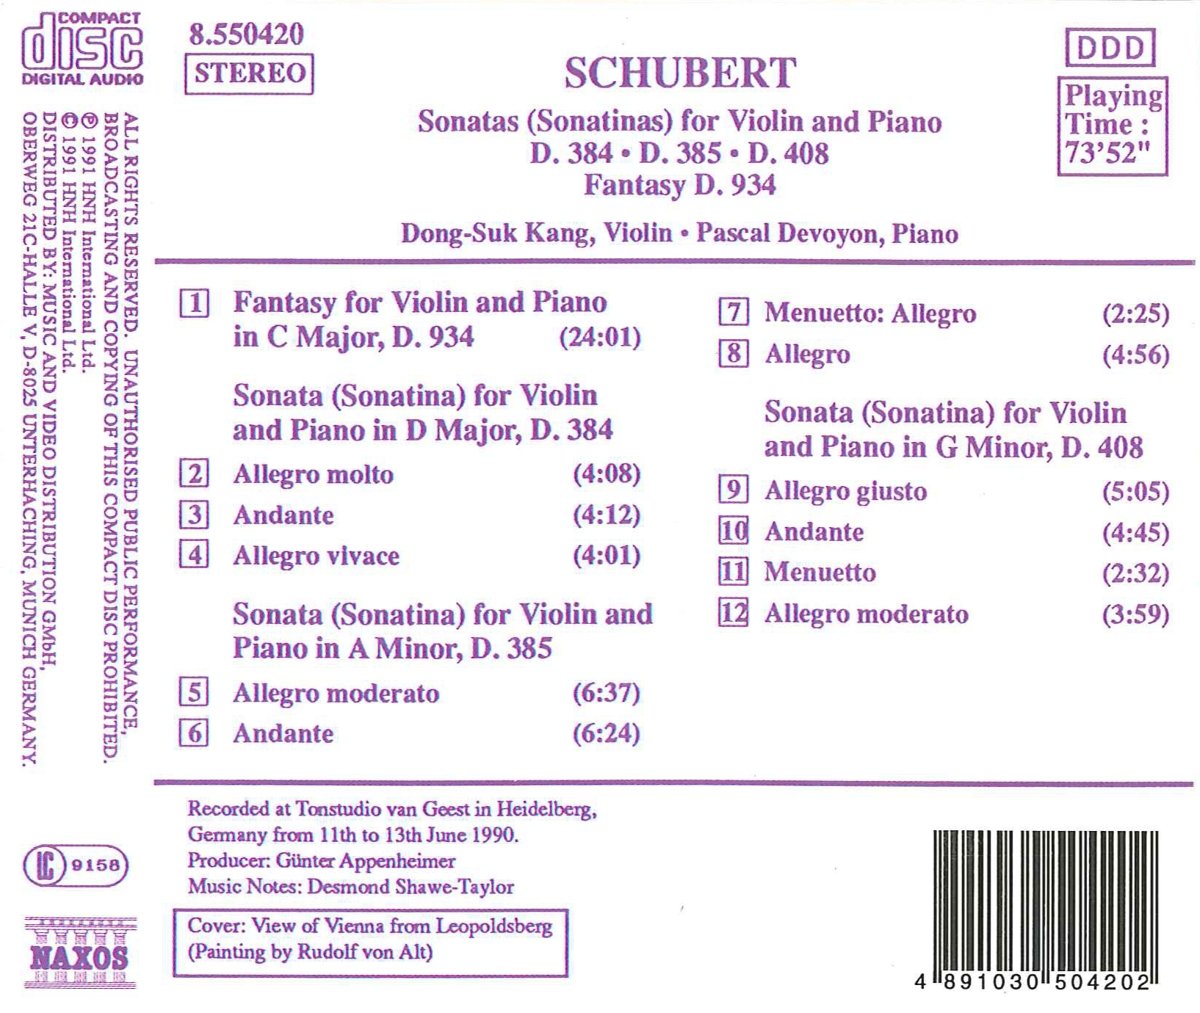 COMPACT
disc
DIGITAL AUDIO
8.550420
STEREO
SCHUBERT
Sonatas (Sonatinas) for Violin and Piano
D. 384 • D. 385 • D. 408
Fantasy D. 934
Dong-Suk Kang, Violin • Pascal Devoyon, Piano
DDD
Playing
Time :
73'52"
1 Fantasy for Violin and Piano
in C Major, D. 934 (24:01)
Sonata (Sonatina) for Violin
and Piano in D Major, D. 384
2 Allegro molto (4:08)
3 Andante (4:12)
4 Allegro vivace (4:01)
Sonata (Sonatina) for Violin and
Piano in A Minor, D. 385
5 Allegro moderato (6:37)
6 Andante (6:24)
7 Menuetto: Allegro (2:25)
8 Allegro (4:56)
Sonata (Sonatina) for Violin
and Piano in G Minor, D. 408
9 Allegro giusto (5:05)
10 Andante (4:45)
11 Menuetto (2:32)
12 Allegro moderato (3:59)
Recorded at Tonstudio van Geest in Heidelberg,
Germany from 11th to 13th June 1990.
Producer: Günter Appenheimer
Music Notes: Desmond Shawe-Taylor
Cover: View of Vienna from Leopoldsberg
(Painting by Rudolf von Alt)
ALL RIGHTS RESERVED. UNAUTHORISED PUBLIC PERFORMANCE,
BROADCASTING AND COPYING OF THIS COMPACT DISC PROHIBITED.
℗ 1991 HNH International Ltd.
© 1991 HNH International Ltd.
DISTRIBUTED BY: MUSIC AND VIDEO DISTRIBUTION GMbH,
OBERWEG 21C-HALLE V, D-8025 UNTERHACHING, MUNICH GERMANY.
LC 9158
NAXOS
4 891030 504202